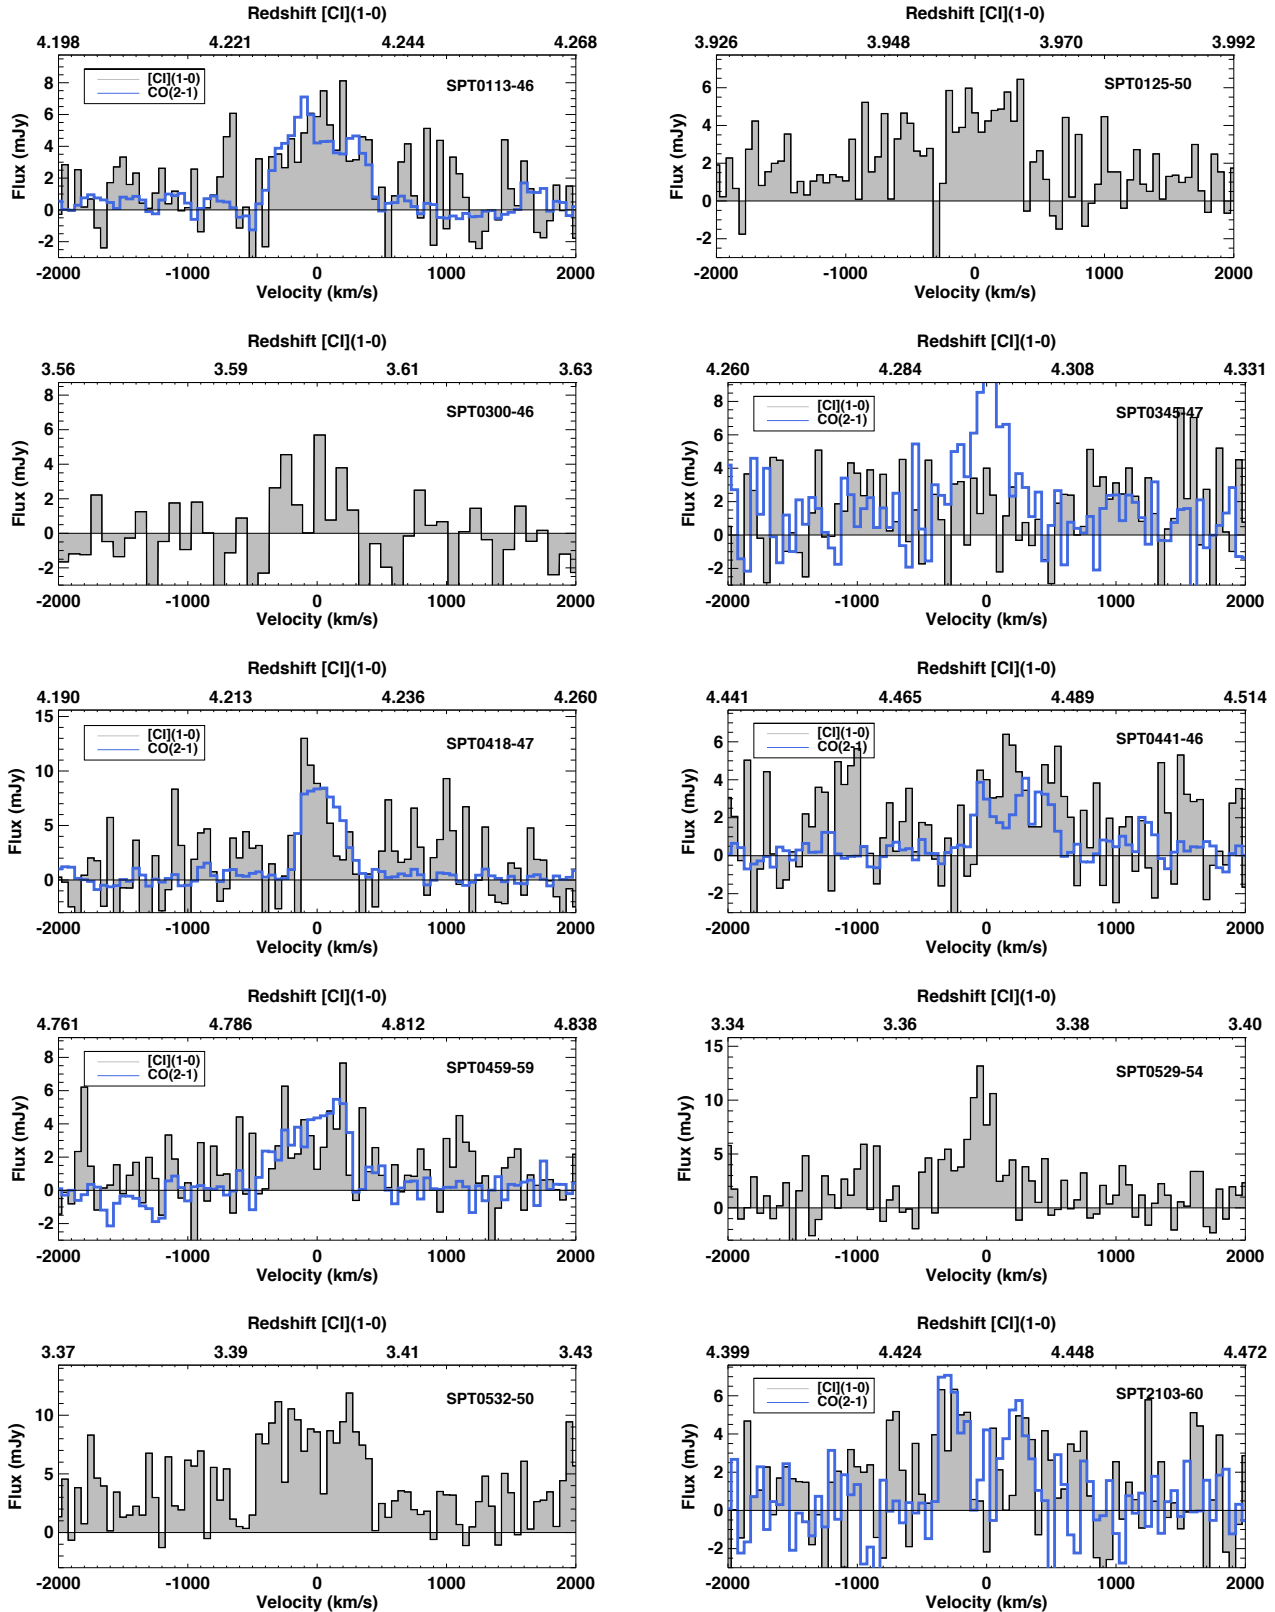 Redshift [CI](1-0)
4.198 4.221 4.244 4.268
[CI](1-0)
CO(2-1)
SPT0113-46
Flux (mJy)
8
6
4
2
0
-2
-2000 -1000 0 1000 2000
Velocity (km/s)
Redshift [CI](1-0)
3.926 3.948 3.970 3.992
SPT0125-50
Flux (mJy)
6
4
2
0
-2
-2000 -1000 0 1000 2000
Velocity (km/s)
Redshift [CI](1-0)
3.56 3.59 3.61 3.63
SPT0300-46
Flux (mJy)
8
6
4
2
0
-2
-2000 -1000 0 1000 2000
Velocity (km/s)
Redshift [CI](1-0)
4.260 4.284 4.308 4.331
[CI](1-0)
CO(2-1)
SPT0345-47
Flux (mJy)
8
6
4
2
0
-2
-2000 -1000 0 1000 2000
Velocity (km/s)
Redshift [CI](1-0)
4.190 4.213 4.236 4.260
[CI](1-0)
CO(2-1)
SPT0418-47
Flux (mJy)
15
10
5
0
-2000 -1000 0 1000 2000
Velocity (km/s)
Redshift [CI](1-0)
4.441 4.465 4.489 4.514
[CI](1-0)
CO(2-1)
SPT0441-46
Flux (mJy)
6
4
2
0
-2
-2000 -1000 0 1000 2000
Velocity (km/s)
Redshift [CI](1-0)
4.761 4.786 4.812 4.838
[CI](1-0)
CO(2-1)
SPT0459-59
Flux (mJy)
8
6
4
2
0
-2
-2000 -1000 0 1000 2000
Velocity (km/s)
Redshift [CI](1-0)
3.34 3.36 3.38 3.40
SPT0529-54
Flux (mJy)
15
10
5
0
-2000 -1000 0 1000 2000
Velocity (km/s)
Redshift [CI](1-0)
3.37 3.39 3.41 3.43
SPT0532-50
Flux (mJy)
10
5
0
-2000 -1000 0 1000 2000
Velocity (km/s)
Redshift [CI](1-0)
4.399 4.424 4.448 4.472
[CI](1-0)
CO(2-1)
SPT2103-60
Flux (mJy)
6
4
2
0
-2
-2000 -1000 0 1000 2000
Velocity (km/s)